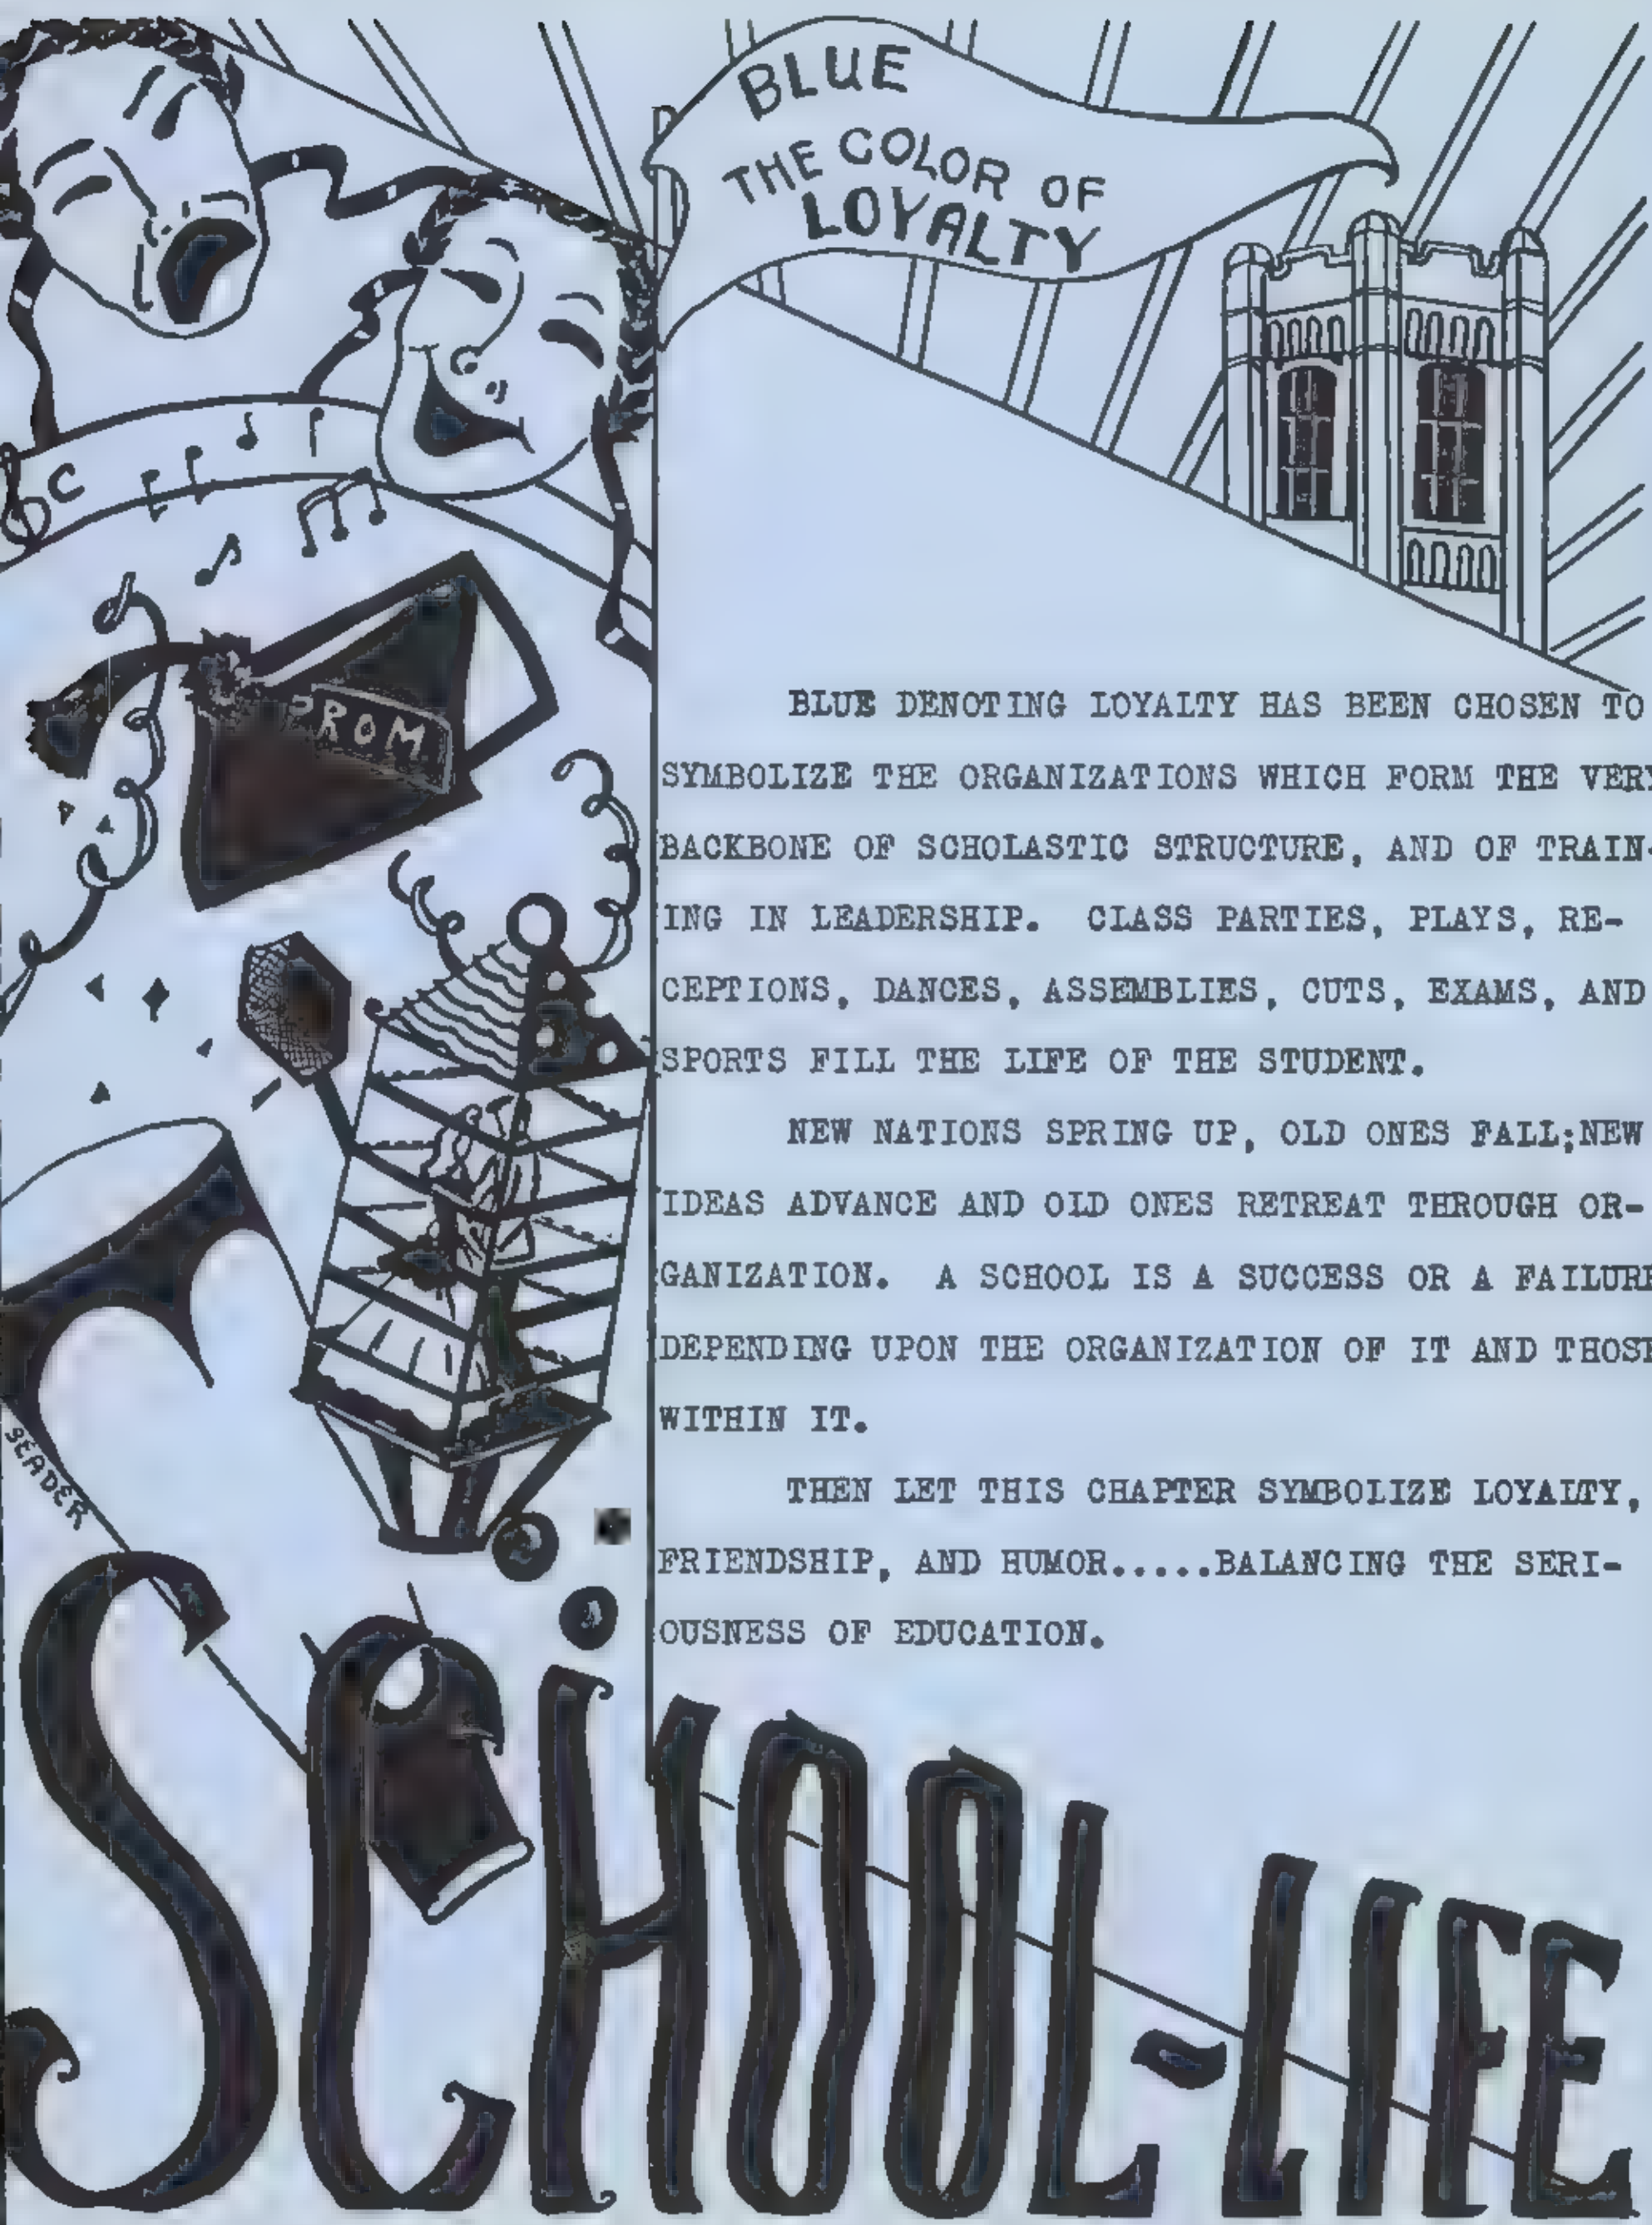 BLUE
THE COLOR OF
LOYALTY
C
PROM
BLUE DENOTING LOYALTY HAS BEEN CHOSEN TO
SYMBOLIZE THE ORGANIZATIONS WHICH FORM THE VERY
BACKBONE OF SCHOLASTIC STRUCTURE, AND OF TRAIN-
ING IN LEADERSHIP. CLASS PARTIES, PLAYS, RE-
CEPTIONS, DANCES, ASSEMBLIES, CUTS, EXAMS, AND
SPORTS FILL THE LIFE OF THE STUDENT.
NEW NATIONS SPRING UP, OLD ONES FALL;NEW
IDEAS ADVANCE AND OLD ONES RETREAT THROUGH OR-
GANIZATION. A SCHOOL IS A SUCCESS OR A FAILURE
DEPENDING UPON THE ORGANIZATION OF IT AND THOSE
WITHIN IT.
THEN LET THIS CHAPTER SYMBOLIZE LOYALTY,
FRIENDSHIP, AND HUMOR.....BALANCING THE SERI-
OUSNESS OF EDUCATION.
SEADER
SCHOOL-LIFE